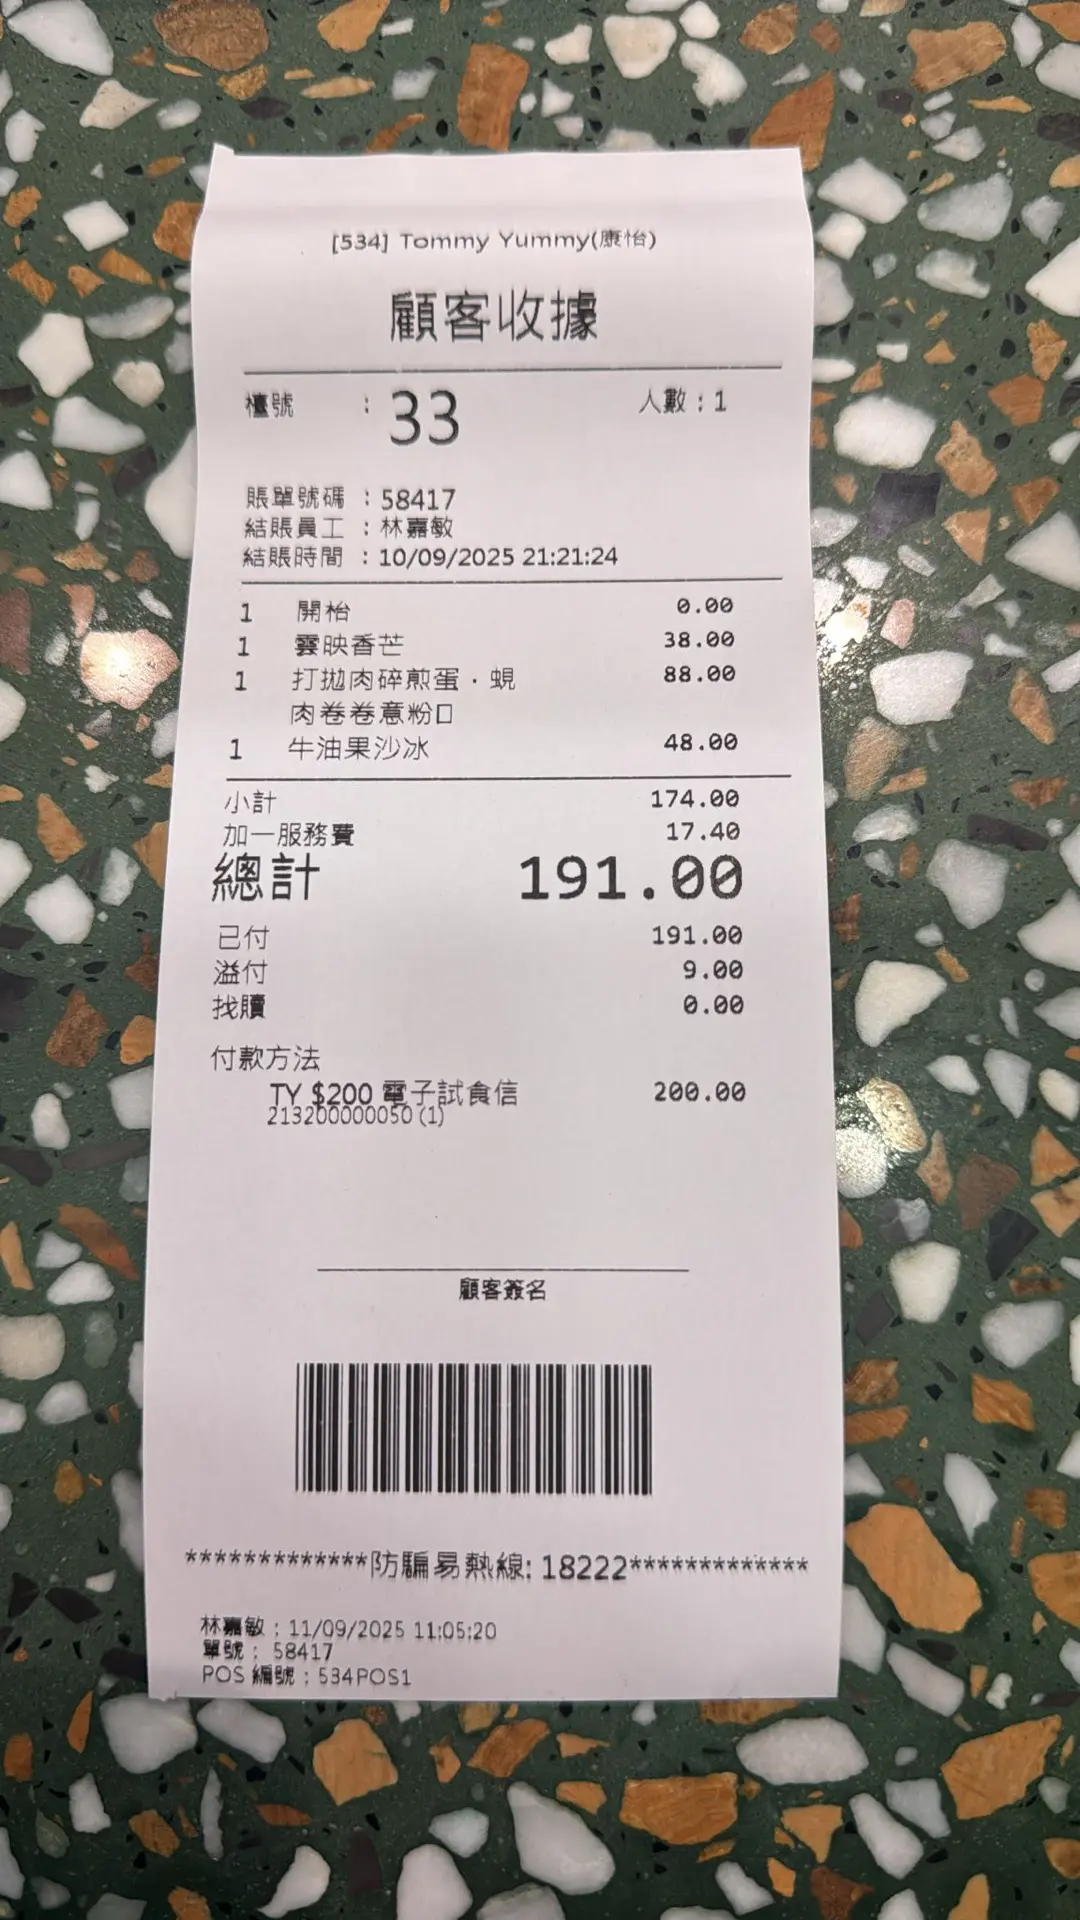 [534] Tommy Yummy(康怡)
顧客收據
檯號 : 33 人數 : 1
賬單號碼 : 58417
結賬員工 : 林嘉敏
結賬時間 : 10/09/2025 21:21:24
1 開枱 0.00
1 雲映香芒 38.00
1 打拋肉碎煎蛋．蜆 88.00
肉卷卷意粉口
1 牛油果沙冰 48.00
小計 174.00
加一服務費 17.40
總計 191.00
已付 191.00
溢付 9.00
找贖 0.00
付款方法
TY $200 電子試食信 200.00
213200000050 (1)
顧客簽名
*************防騙易熱線: 18222*************
林嘉敏 : 11/09/2025 11:05:20
單號 : 58417
POS 編號 : 534POS1